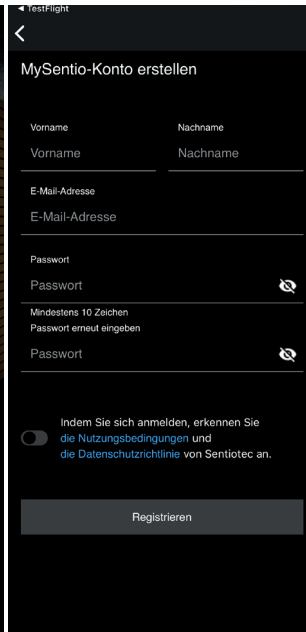 ◄ TestFlight
MySentio-Konto erstellen
Vorname Nachname
Vorname Nachname
E-Mail-Adresse
E-Mail-Adresse
Passwort
Passwort
Mindestens 10 Zeichen
Passwort erneut eingeben
Passwort
Indem Sie sich anmelden, erkennen Sie
die Nutzungsbedingungen und
die Datenschutzrichtlinie von Sentiotec an.
Registrieren